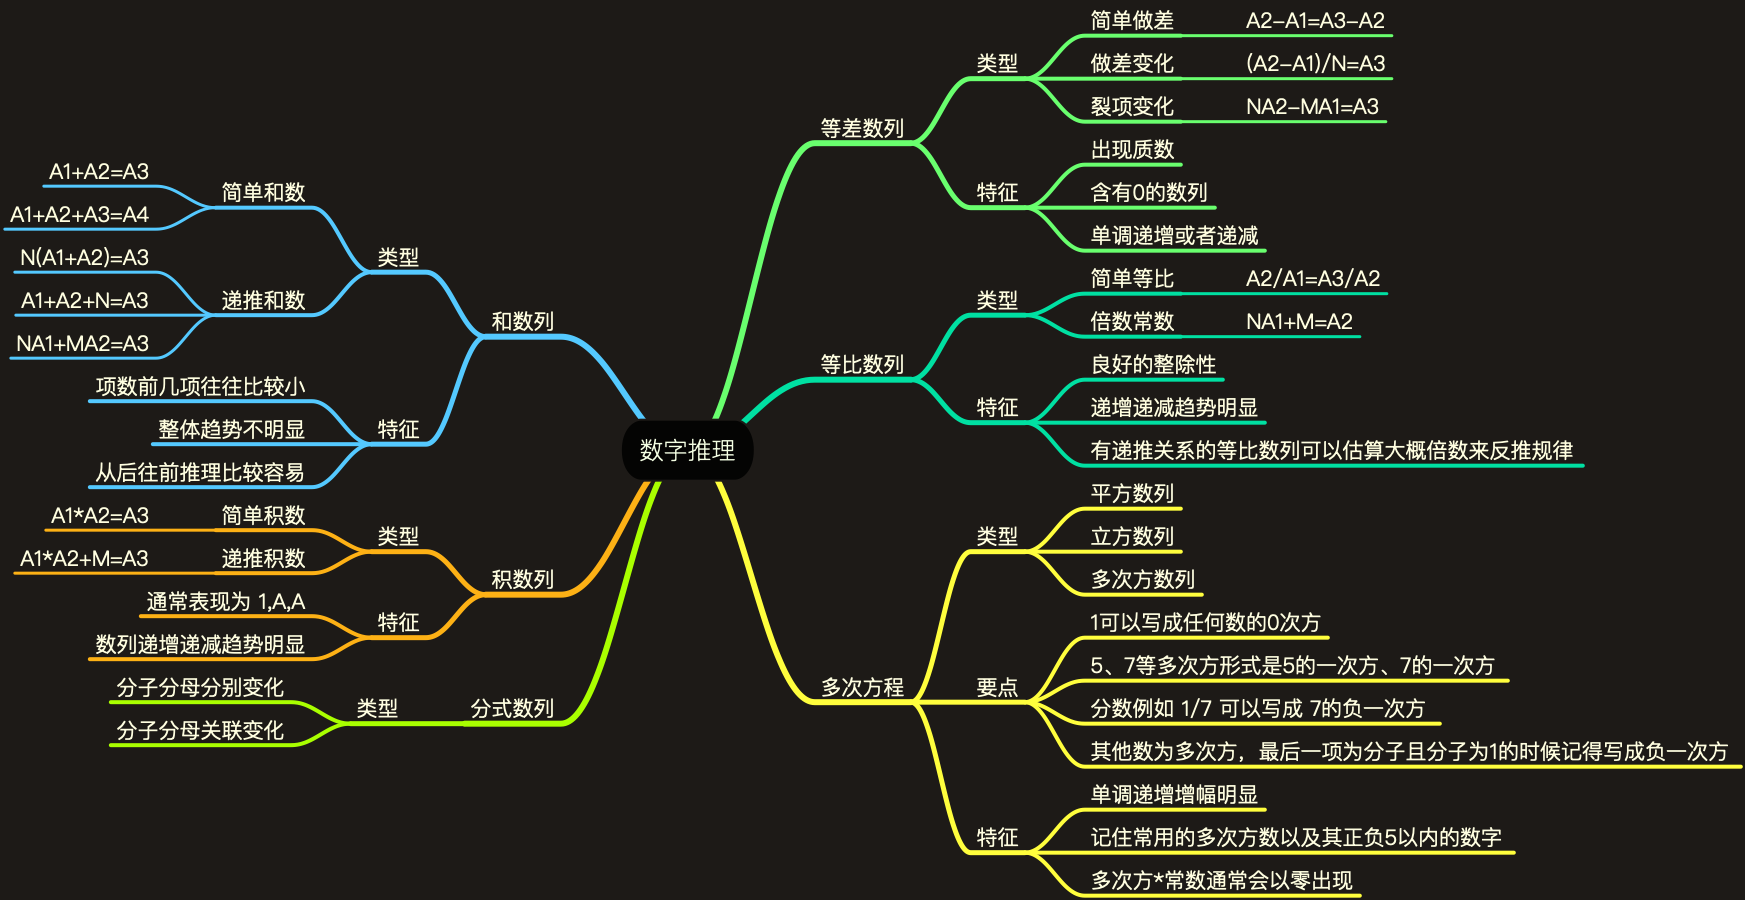 数字推理
等差数列
类型
简单做差
A2-A1=A3-A2
做差变化
(A2-A1)/N=A3
裂项变化
NA2-MA1=A3
特征
出现质数
含有0的数列
单调递增或者递减
等比数列
类型
简单等比
A2/A1=A3/A2
倍数常数
NA1+M=A2
特征
良好的整除性
递增递减趋势明显
有递推关系的等比数列可以估算大概倍数来反推规律
多次方程
类型
平方数列
立方数列
多次方数列
要点
1可以写成任何数的0次方
5、7等多次方形式是5的一次方、7的一次方
分数例如 1/7 可以写成 7的负一次方
其他数为多次方，最后一项为分子且分子为1的时候记得写成负一次方
特征
单调递增增幅明显
记住常用的多次方数以及其正负5以内的数字
多次方*常数通常会以零出现
和数列
类型
简单和数
A1+A2=A3
A1+A2+A3=A4
递推和数
N(A1+A2)=A3
A1+A2+N=A3
NA1+MA2=A3
特征
项数前几项往往比较小
整体趋势不明显
从后往前推理比较容易
积数列
类型
简单积数
A1*A2=A3
递推积数
A1*A2+M=A3
特征
通常表现为 1,A,A
数列递增递减趋势明显
分式数列
类型
分子分母分别变化
分子分母关联变化